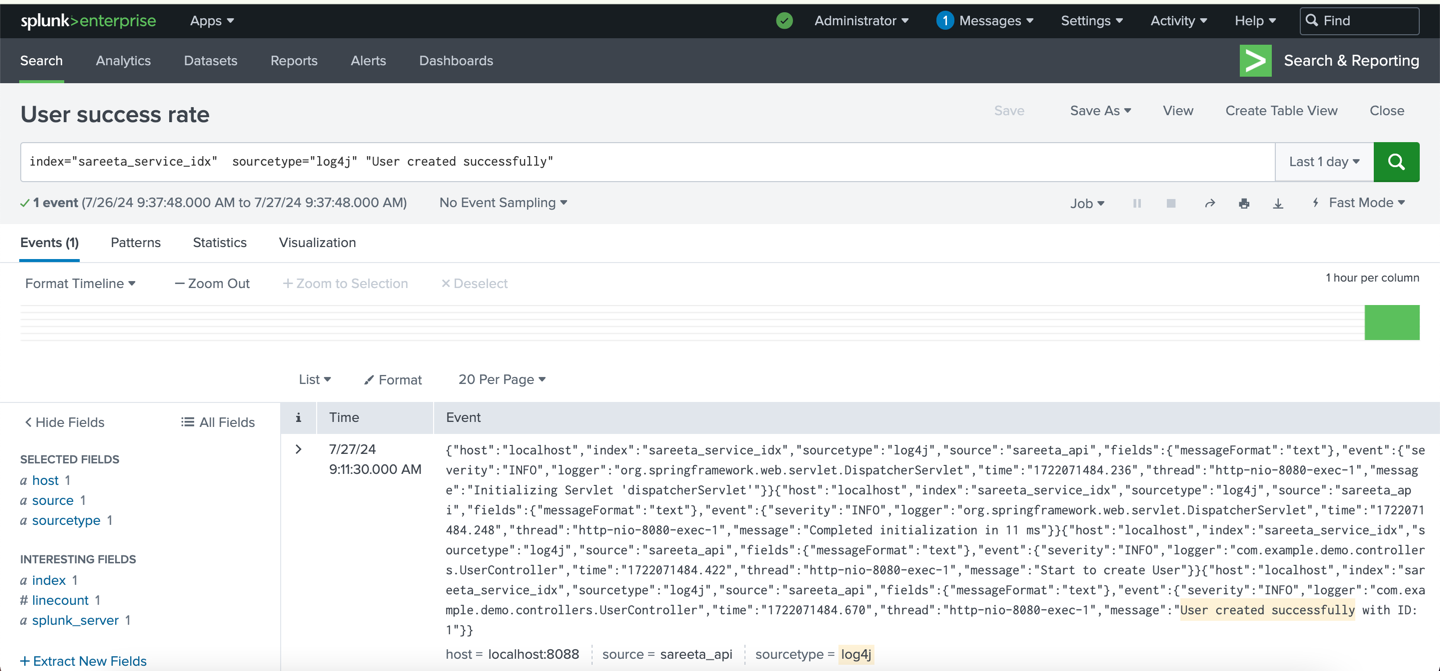 splunk>enterprise Apps Administrator 1 Messages Settings Activity Help Find
Search Analytics Datasets Reports Alerts Dashboards > Search & Reporting
User success rate Save Save As View Create Table View Close
index="sareeta_service_idx"  sourcetype="log4j" "User created successfully" Last 1 day
1 event (7/26/24 9:37:48.000 AM to 7/27/24 9:37:48.000 AM) No Event Sampling Job Fast Mode
Events (1) Patterns Statistics Visualization
Format Timeline — Zoom Out + Zoom to Selection × Deselect 1 hour per column
List Format 20 Per Page
< Hide Fields All Fields
SELECTED FIELDS
a host 1
a source 1
a sourcetype 1
INTERESTING FIELDS
a index 1
# linecount 1
a splunk_server 1
+ Extract New Fields
i Time Event
> 7/27/24
9:11:30.000 AM
{"host":"localhost","index":"sareeta_service_idx","sourcetype":"log4j","source":"sareeta_api","fields":{"messageFormat":"text"},"event":{"se
verity":"INFO","logger":"org.springframework.web.servlet.DispatcherServlet","time":"1722071484.236","thread":"http-nio-8080-exec-1","messag
e":"Initializing Servlet 'dispatcherServlet'"}}{"host":"localhost","index":"sareeta_service_idx","sourcetype":"log4j","source":"sareeta_ap
i","fields":{"messageFormat":"text"},"event":{"severity":"INFO","logger":"org.springframework.web.servlet.DispatcherServlet","time":"1722071
484.248","thread":"http-nio-8080-exec-1","message":"Completed initialization in 11 ms"}}{"host":"localhost","index":"sareeta_service_idx","s
ourcetype":"log4j","source":"sareeta_api","fields":{"messageFormat":"text"},"event":{"severity":"INFO","logger":"com.example.demo.controller
s.UserController","time":"1722071484.422","thread":"http-nio-8080-exec-1","message":"Start to create User"}}{"host":"localhost","index":"sar
eeta_service_idx","sourcetype":"log4j","source":"sareeta_api","fields":{"messageFormat":"text"},"event":{"severity":"INFO","logger":"com.exa
mple.demo.controllers.UserController","time":"1722071484.670","thread":"http-nio-8080-exec-1","message":"User created successfully with ID:
1"}}
host = localhost:8088 source = sareeta_api sourcetype = log4j